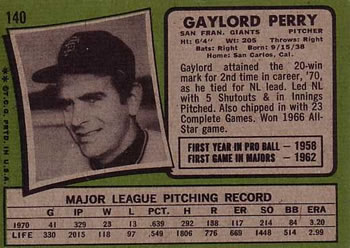 140
GAYLORD PERRY
SAN FRAN. GIANTS PITCHER
Ht: 6'4" Wt: 205 Throws: Right
Bats: Right Born: 9/15/38
Home: San Carlos, Cal.
Gaylord attained the 20-win
mark for 2nd time in career, '70,
as he tied for NL lead. Led NL
with 5 Shutouts & in Innings
Pitched. Also chipped in with 23
Complete Games. Won 1966 All-
Star game.
FIRST YEAR IN PRO BALL — 1958
FIRST GAME IN MAJORS — 1962
MAJOR LEAGUE PITCHING RECORD
G IP W L PCT. H R ER SO BB ERA
1970 41 329 23 13 .639 292 138 117 214 84 3.20
LIFE 330 2015 118 97 .549 1806 776 669 1448 514 2.99